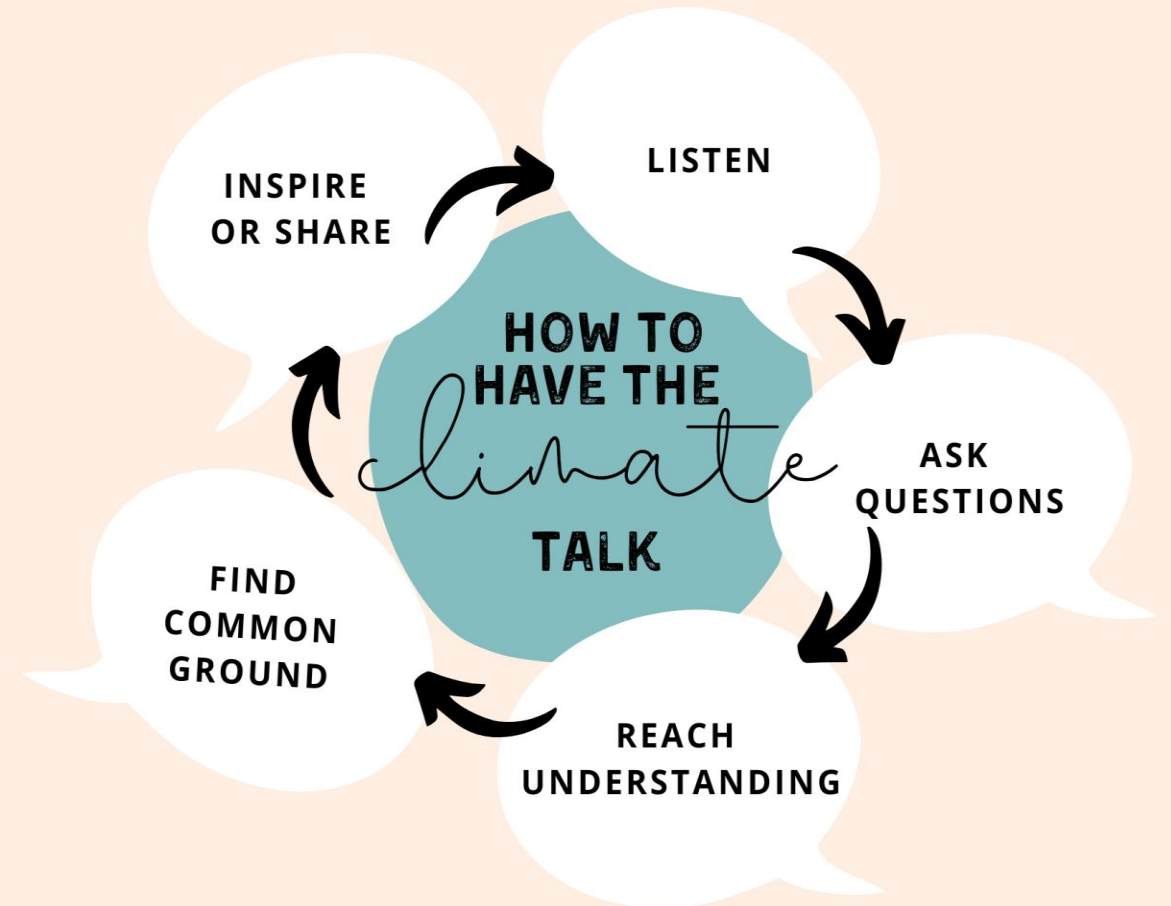 HOW TO
HAVE THE
climate
TALK
LISTEN
ASK
QUESTIONS
REACH
UNDERSTANDING
FIND
COMMON
GROUND
INSPIRE
OR SHARE